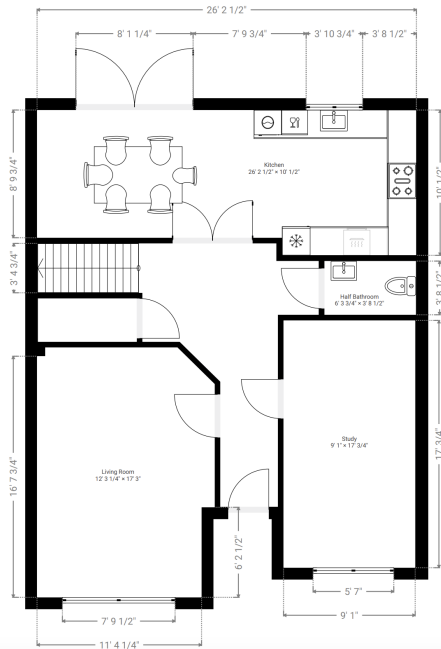 26' 2 1/2"
8' 1 1/4"
7' 9 3/4"
3' 10 3/4"
3' 8 1/2"
8' 9 3/4"
Kitchen
26' 2 1/2" × 10' 1/2"
10' 1/2"
3' 4 3/4"
Half Bathroom
6' 3 3/4" × 3' 8 1/2"
3' 8 1/2"
16' 7 3/4"
Living Room
12' 3 1/4" × 17' 3"
Study
9' 1" × 17' 3/4"
17' 3/4"
6' 2 1/2"
5' 7"
7' 9 1/2"
9' 1"
11' 4 1/4"